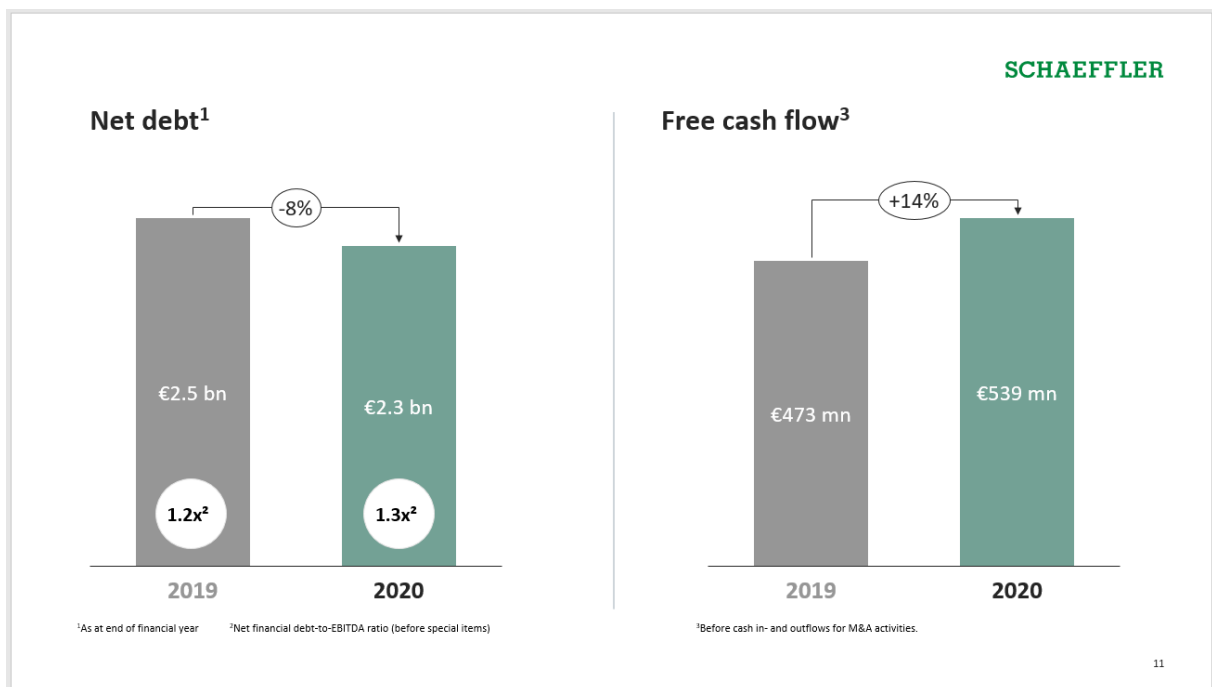 SCHAEFFLER
Net debt¹
-8%
€2.5 bn
€2.3 bn
1.2x²
1.3x²
2019
2020
¹As at end of financial year ²Net financial debt-to-EBITDA ratio (before special items)
Free cash flow³
+14%
€473 mn
€539 mn
2019
2020
³Before cash in- and outflows for M&A activities.
11